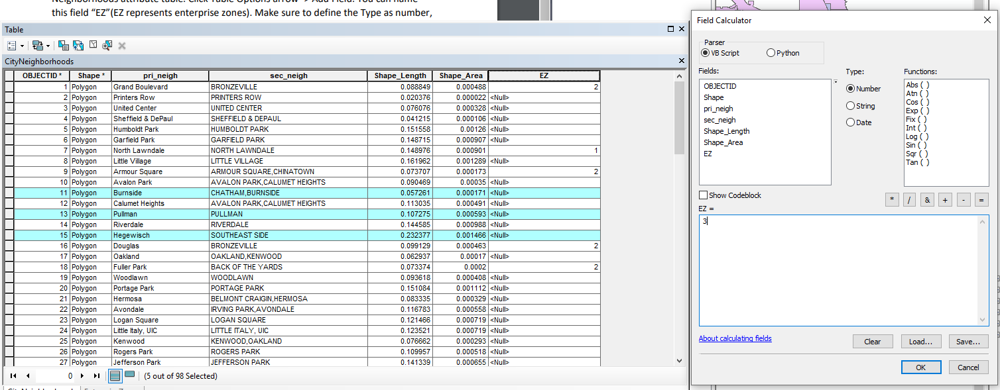 Neighborhoods attribute table. Click Table Options arrow -> Add Field. You can name
this field “EZ”(EZ represents enterprise zones). Make sure to define the Type as number,
Table
CityNeighborhoods
OBJECTID * Shape * pri_neigh sec_neigh Shape_Length Shape_Area EZ
1 Polygon Grand Boulevard BRONZEVILLE 0.088849 0.000488 2
2 Polygon Printers Row PRINTERS ROW 0.020376 0.000022 <Null>
3 Polygon United Center UNITED CENTER 0.076076 0.000328 <Null>
4 Polygon Sheffield & DePaul SHEFFIELD & DEPAUL 0.041215 0.000106 <Null>
5 Polygon Humboldt Park HUMBOLDT PARK 0.151558 0.00126 <Null>
6 Polygon Garfield Park GARFIELD PARK 0.148715 0.000907 <Null>
7 Polygon North Lawndale NORTH LAWNDALE 0.148976 0.000901 1
8 Polygon Little Village LITTLE VILLAGE 0.161962 0.001289 <Null>
9 Polygon Armour Square ARMOUR SQUARE,CHINATOWN 0.073707 0.000173 2
10 Polygon Avalon Park AVALON PARK,CALUMET HEIGHTS 0.090469 0.00035 <Null>
11 Polygon Burnside CHATHAM,BURNSIDE 0.057261 0.000171 <Null>
12 Polygon Calumet Heights AVALON PARK,CALUMET HEIGHTS 0.113035 0.000491 <Null>
13 Polygon Pullman PULLMAN 0.107275 0.000593 <Null>
14 Polygon Riverdale RIVERDALE 0.144585 0.000988 <Null>
15 Polygon Hegewisch SOUTHEAST SIDE 0.232377 0.001466 <Null>
16 Polygon Douglas BRONZEVILLE 0.099129 0.000463 2
17 Polygon Oakland OAKLAND,KENWOOD 0.062937 0.00017 <Null>
18 Polygon Fuller Park BACK OF THE YARDS 0.073374 0.0002 2
19 Polygon Woodlawn WOODLAWN 0.093618 0.000408 <Null>
20 Polygon Portage Park PORTAGE PARK 0.151084 0.001112 <Null>
21 Polygon Hermosa BELMONT CRAIGIN,HERMOSA 0.083335 0.000329 <Null>
22 Polygon Avondale IRVING PARK,AVONDALE 0.116783 0.000558 <Null>
23 Polygon Logan Square LOGAN SQUARE 0.121466 0.000719 <Null>
24 Polygon Little Italy, UIC LITTLE ITALY, UIC 0.123521 0.000719 <Null>
25 Polygon Kenwood KENWOOD,OAKLAND 0.076662 0.000293 <Null>
26 Polygon Rogers Park ROGERS PARK 0.109957 0.000518 <Null>
27 Polygon Jefferson Park JEFFERSON PARK 0.141339 0.000655 <Null>
0 (5 out of 98 Selected)
Field Calculator
Parser
VB Script Python
Fields: Type: Functions:
OBJECTID
Shape
pri_neigh
sec_neigh
Shape_Length
Shape_Area
EZ
Number
String
Date
Abs ( )
Atn ( )
Cos ( )
Exp ( )
Fix ( )
Int ( )
Log ( )
Sin ( )
Sqr ( )
Tan ( )
Show Codeblock
* / & + - =
EZ =
3
About calculating fields
Clear Load... Save...
OK Cancel